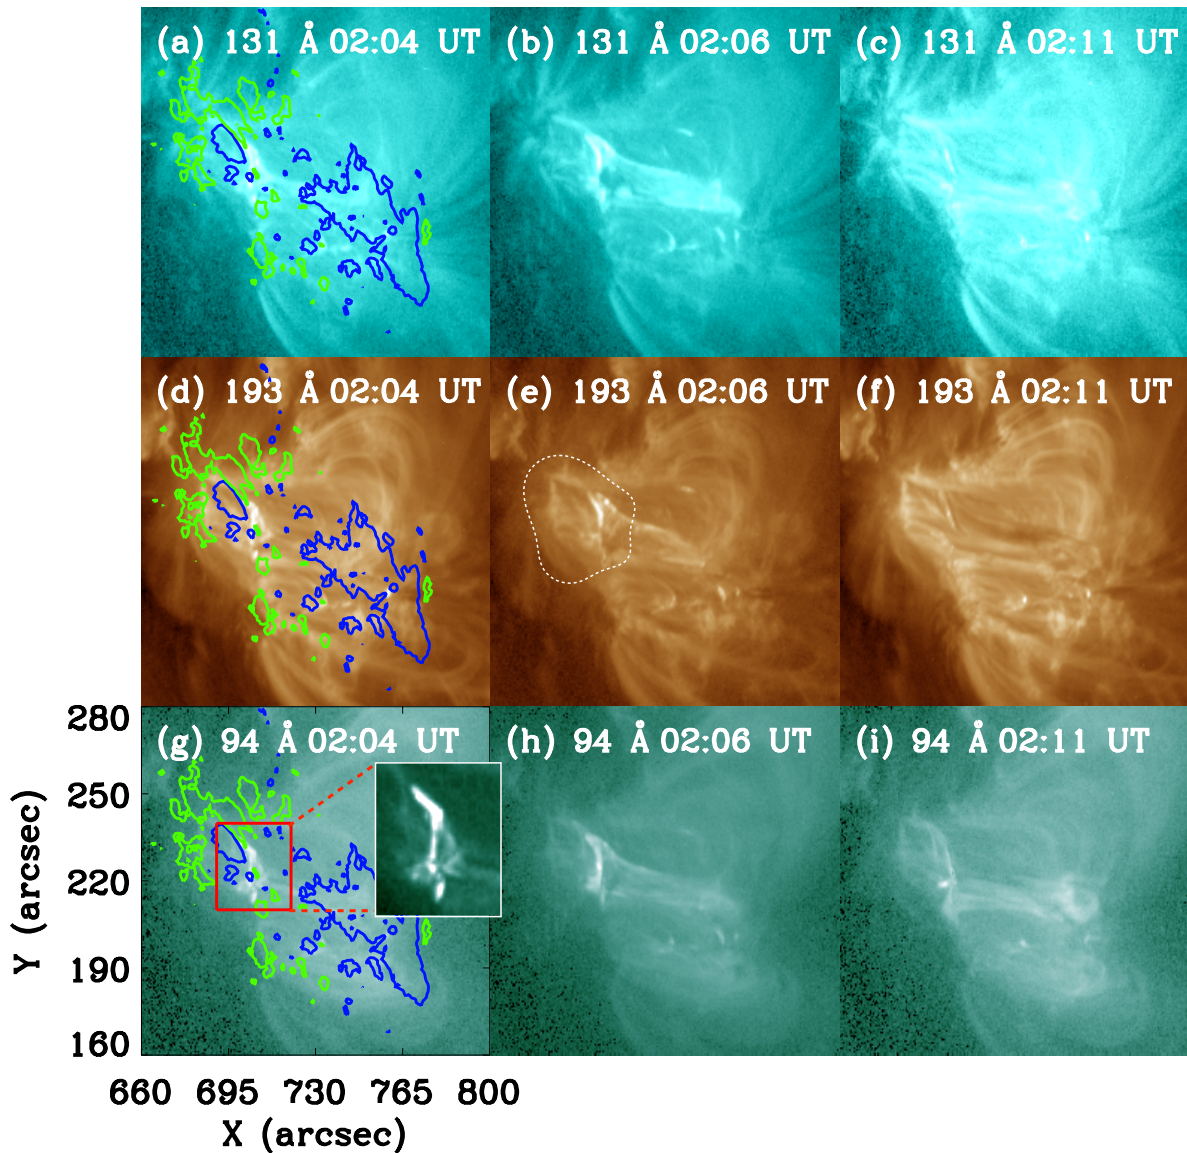 (a) 131 Å 02:04 UT
(b) 131 Å 02:06 UT
(c) 131 Å 02:11 UT
(d) 193 Å 02:04 UT
(e) 193 Å 02:06 UT
(f) 193 Å 02:11 UT
(g) 94 Å 02:04 UT
(h) 94 Å 02:06 UT
(i) 94 Å 02:11 UT
280
250
220
190
160
Y (arcsec)
660 695 730 765 800
X (arcsec)